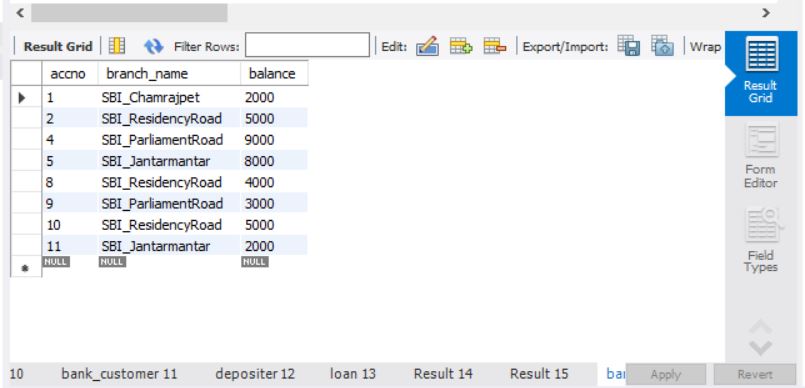 Result Grid Filter Rows: Edit: Export/Import: Wrap
accno branch_name balance
1 SBI_Chamrajpet 2000
2 SBI_ResidencyRoad 5000
4 SBI_ParliamentRoad 9000
5 SBI_Jantarmantar 8000
8 SBI_ResidencyRoad 4000
9 SBI_ParliamentRoad 3000
10 SBI_ResidencyRoad 5000
11 SBI_Jantarmantar 2000
NULL NULL NULL
Result
Grid
Form
Editor
Field
Types
10 bank_customer 11 depositer 12 loan 13 Result 14 Result 15 ba Apply Revert